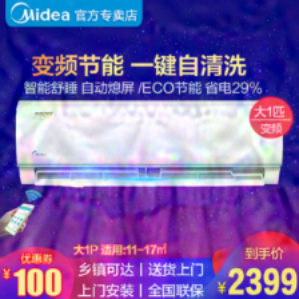 Midea 官方专卖店
变频节能 一键自清洗
智能舒睡 自动熄屏 /ECO节能 省电29%
大1匹
变频
Midea
大1P 适用:11-17㎡
优惠券
¥100
乡镇可达 | 送货上门
上门安装 | 全国联保
到手价
¥2399